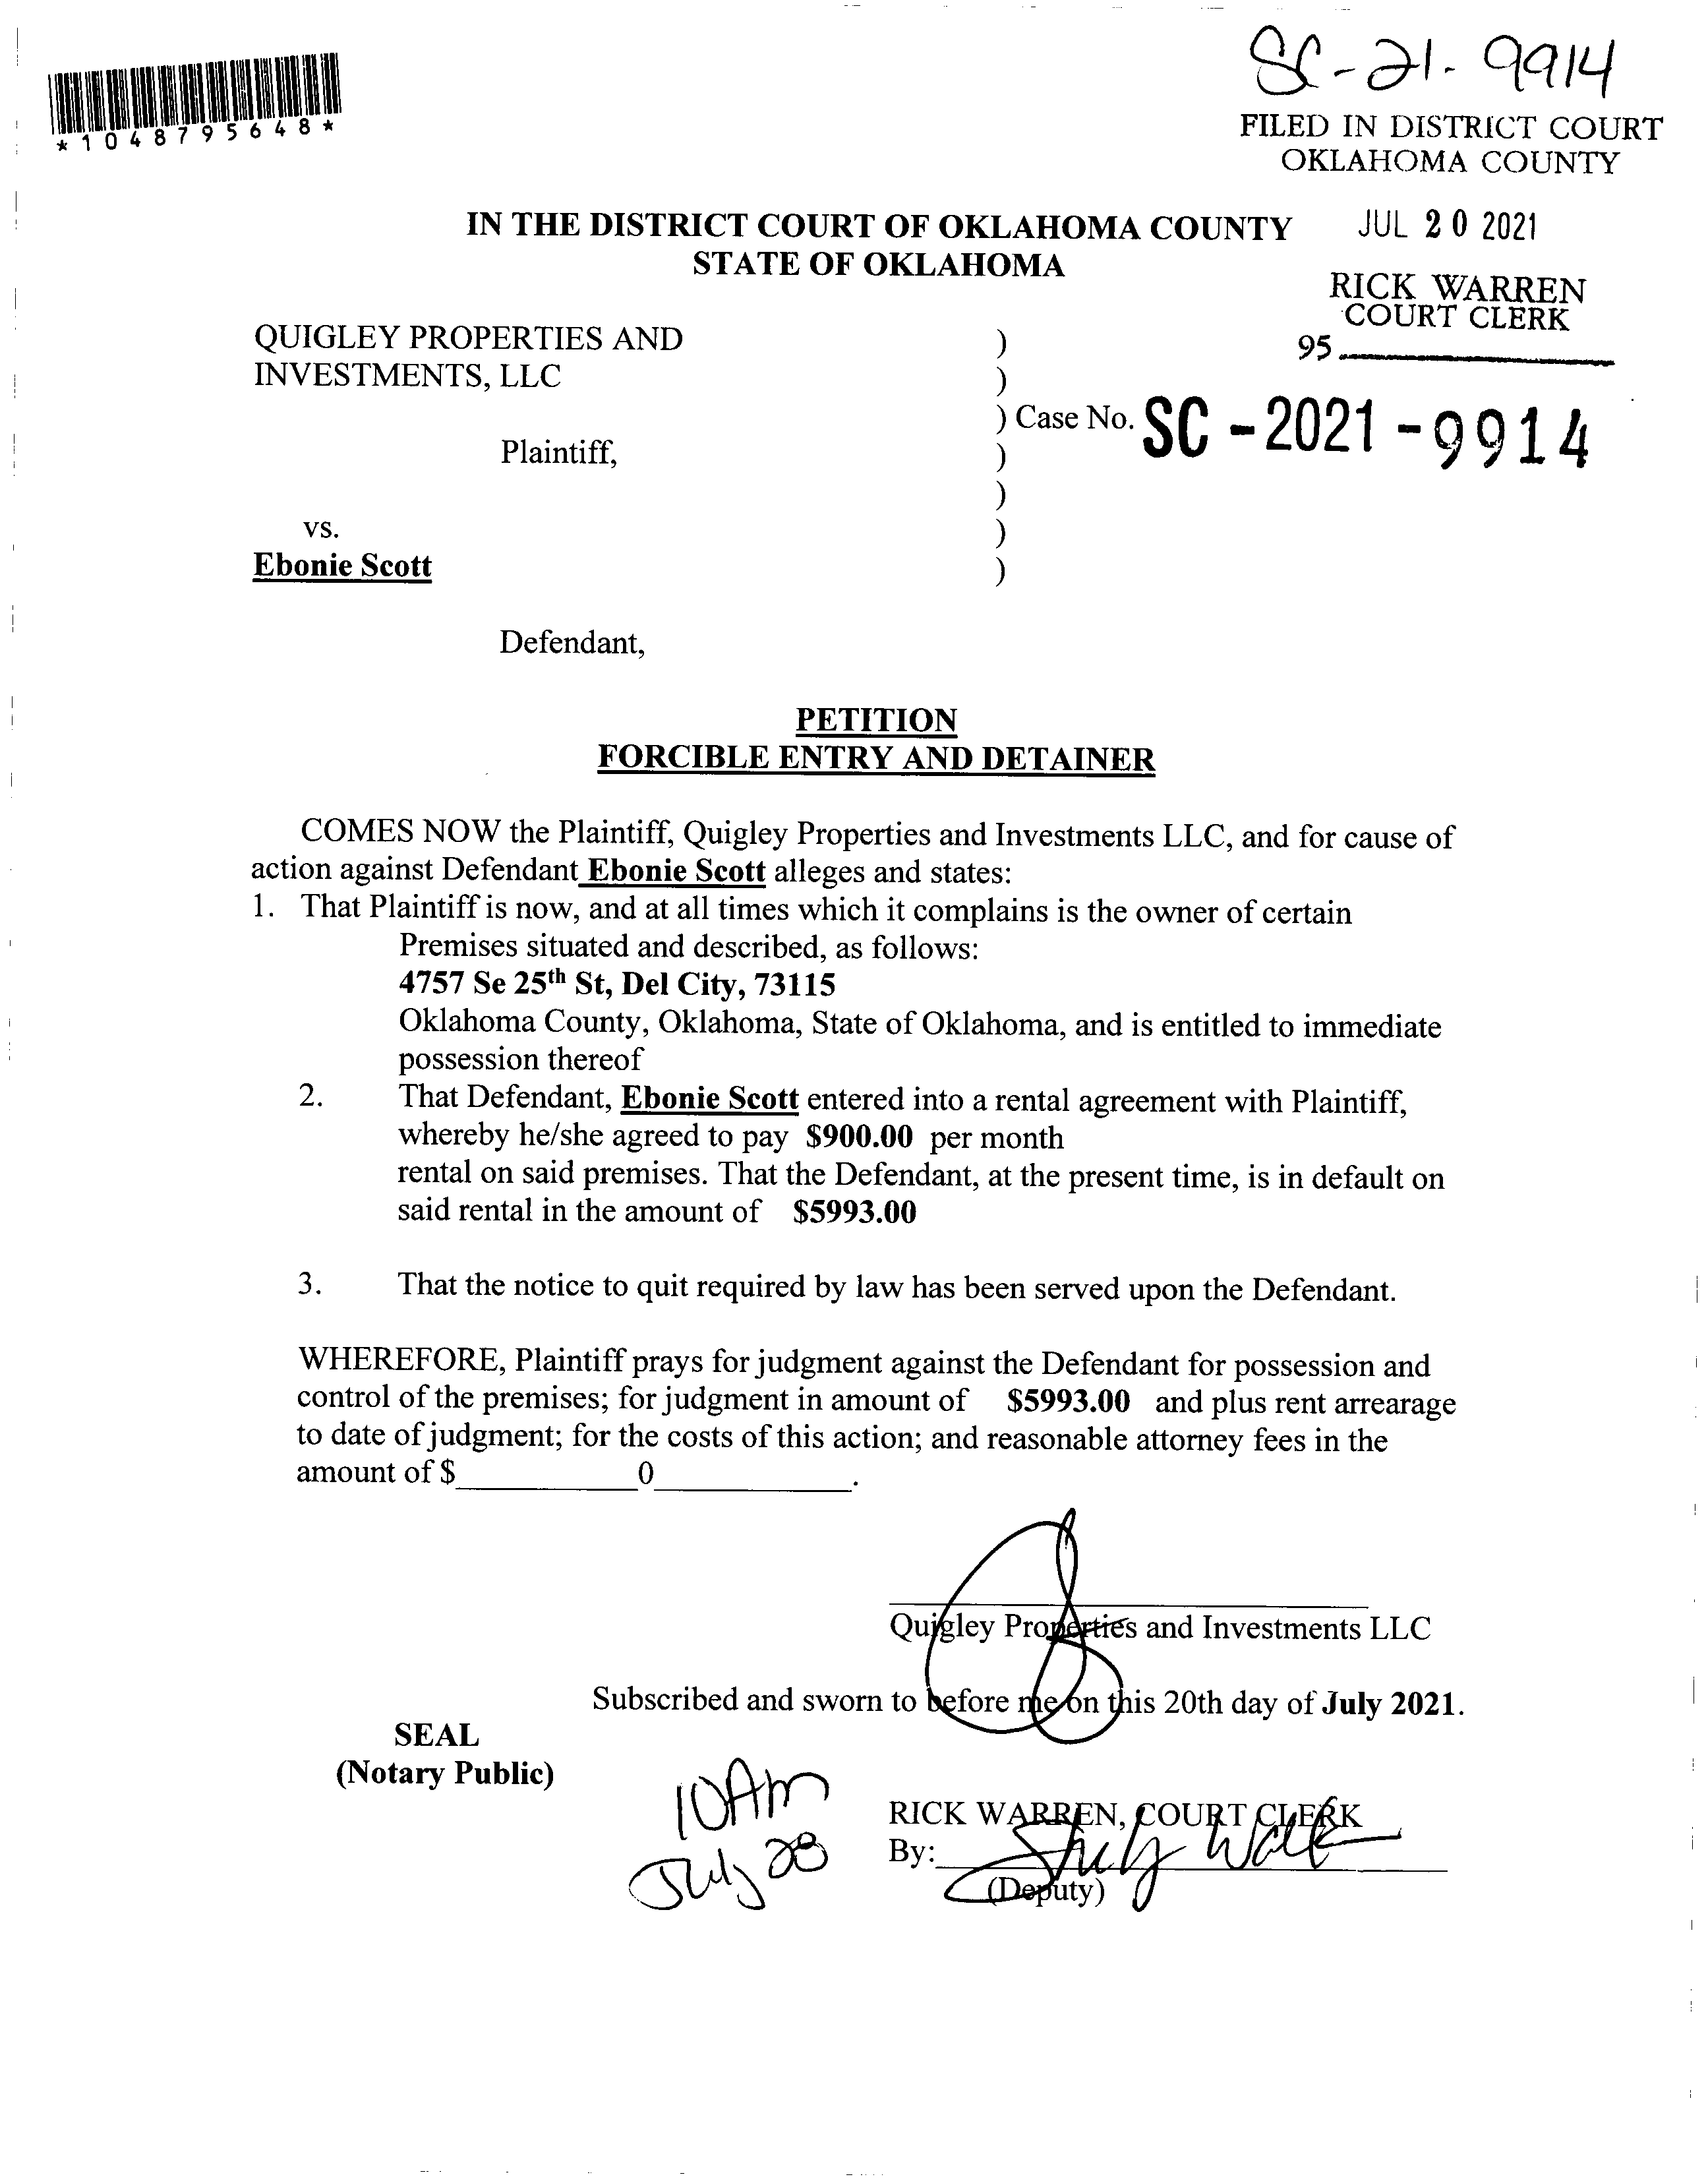 SC-21-9914
*1048795648*
FILED IN DISTRICT COURT
OKLAHOMA COUNTY
JUL 20 2021
RICK WARREN
COURT CLERK
95
IN THE DISTRICT COURT OF OKLAHOMA COUNTY
STATE OF OKLAHOMA
QUIGLEY PROPERTIES AND )
INVESTMENTS, LLC )
) Case No. SC-2021-9914
Plaintiff, )
)
vs. )
Ebonie Scott )
Defendant,
PETITION
FORCIBLE ENTRY AND DETAINER
COMES NOW the Plaintiff, Quigley Properties and Investments LLC, and for cause of
action against Defendant Ebonie Scott alleges and states:
1. That Plaintiff is now, and at all times which it complains is the owner of certain
Premises situated and described, as follows:
4757 Se 25th St, Del City, 73115
Oklahoma County, Oklahoma, State of Oklahoma, and is entitled to immediate
possession thereof
2. That Defendant, Ebonie Scott entered into a rental agreement with Plaintiff,
whereby he/she agreed to pay $900.00 per month
rental on said premises. That the Defendant, at the present time, is in default on
said rental in the amount of $5993.00
3. That the notice to quit required by law has been served upon the Defendant.
WHEREFORE, Plaintiff prays for judgment against the Defendant for possession and
control of the premises; for judgment in amount of $5993.00 and plus rent arrearage
to date of judgment; for the costs of this action; and reasonable attorney fees in the
amount of $ 0 .
Quigley Properties and Investments LLC
Subscribed and sworn to before me on this 20th day of July 2021.
SEAL
(Notary Public)
10Am
July 28
RICK WARREN, COURT CLERK
By:
(Deputy)